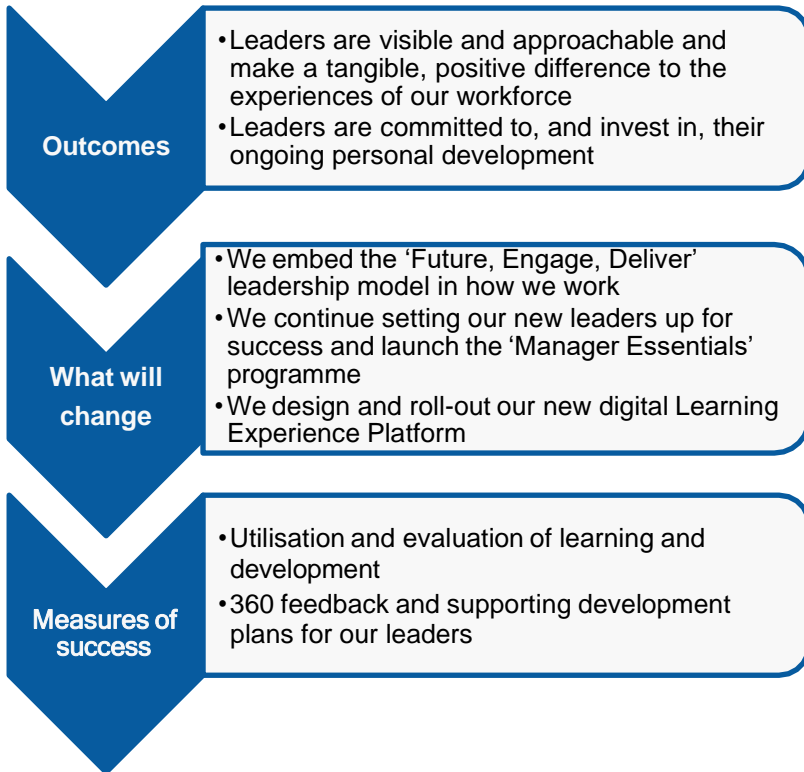 Outcomes
•Leaders are visible and approachable and
make a tangible, positive difference to the
experiences of our workforce
•Leaders are committed to, and invest in, their
ongoing personal development
What will
change
•We embed the ‘Future, Engage, Deliver’
leadership model in how we work
•We continue setting our new leaders up for
success and launch the ‘Manager Essentials’
programme
•We design and roll-out our new digital Learning
Experience Platform
Measures of
success
•Utilisation and evaluation of learning and
development
•360 feedback and supporting development
plans for our leaders